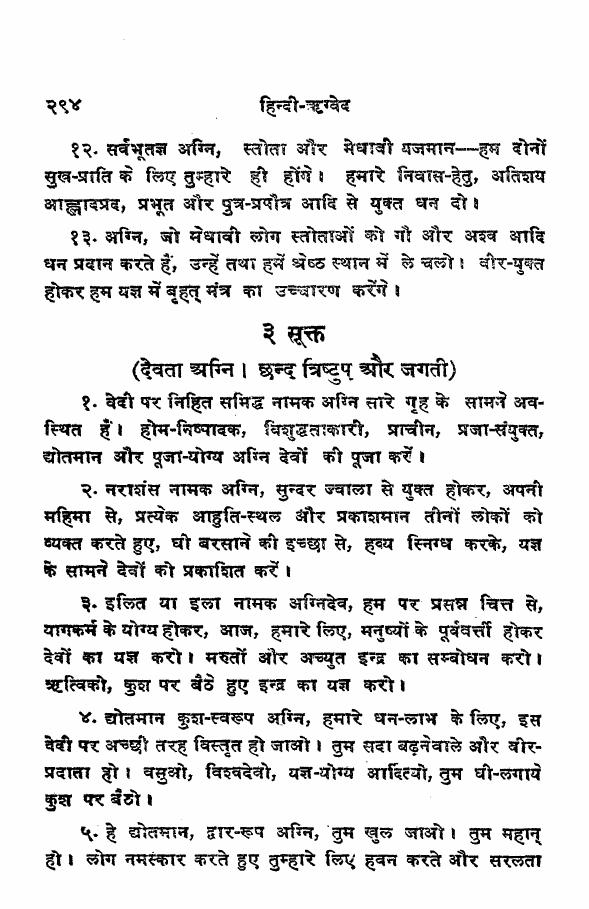 २९४ हिन्दी-ऋग्वेद
१२. सर्वभूतज्ञ अग्नि, स्तोता और मेधावी यजमान—हम दोनों
सुख-प्राप्ति के लिए तुम्हारे ही होंगे। हमारे निवास-हेतु, अतिशय
आह्लादप्रद, प्रभूत और पुत्र-प्रपौत्र आदि से युक्त धन दो।
१३. अग्नि, जो मेधावी लोग स्तोताओं को गौ और अश्व आदि
धन प्रदान करते हैं, उन्हें तथा हमें श्रेष्ठ स्थान में ले चलो। वीर-युक्त
होकर हम यज्ञ में बृहत् मंत्र का उच्चारण करेंगे।
३ सूक्त
(देवता अग्नि। छन्द त्रिष्टुप् और जगती)
१. वेदी पर निहित समिद्ध नामक अग्नि सारे गृह के सामने अव-
स्थित हैं। होम-निष्पादक, विशुद्धताकारी, प्राचीन, प्रजा-संयुक्त,
द्योतमान और पूजा-योग्य अग्नि देवों की पूजा करें।
२. नराशंस नामक अग्नि, सुन्दर ज्वाला से युक्त होकर, अपनी
महिमा से, प्रत्येक आहुति-स्थल और प्रकाशमान तीनों लोकों को
व्यक्त करते हुए, घी बरसाने की इच्छा से, हव्य स्निग्ध करके, यज्ञ
के सामने देवों को प्रकाशित करें।
३. इलित या इला नामक अग्निदेव, हम पर प्रसन्न चित्त से,
यागकर्म के योग्य होकर, आज, हमारे लिए, मनुष्यों के पूर्ववर्त्ती होकर
देवों का यज्ञ करो। मरुतों और अच्युत इन्द्र का सम्बोधन करो।
ऋत्विको, कुश पर बैठे हुए इन्द्र का यज्ञ करो।
४. द्योतमान कुश-स्वरूप अग्नि, हमारे धन-लाभ के लिए, इस
वेदी पर अच्छी तरह विस्तृत हो जाओ। तुम सदा बढ़नेवाले और वीर-
प्रदाता हो। वसुओ, विश्वदेवो, यज्ञ-योग्य आदित्यो, तुम घी-लगाये
कुश पर बैठो।
५. हे द्योतमान, द्वार-रूप अग्नि, तुम खुल जाओ। तुम महान्
हो। लोग नमस्कार करते हुए तुम्हारे लिए हवन करते और सरलता